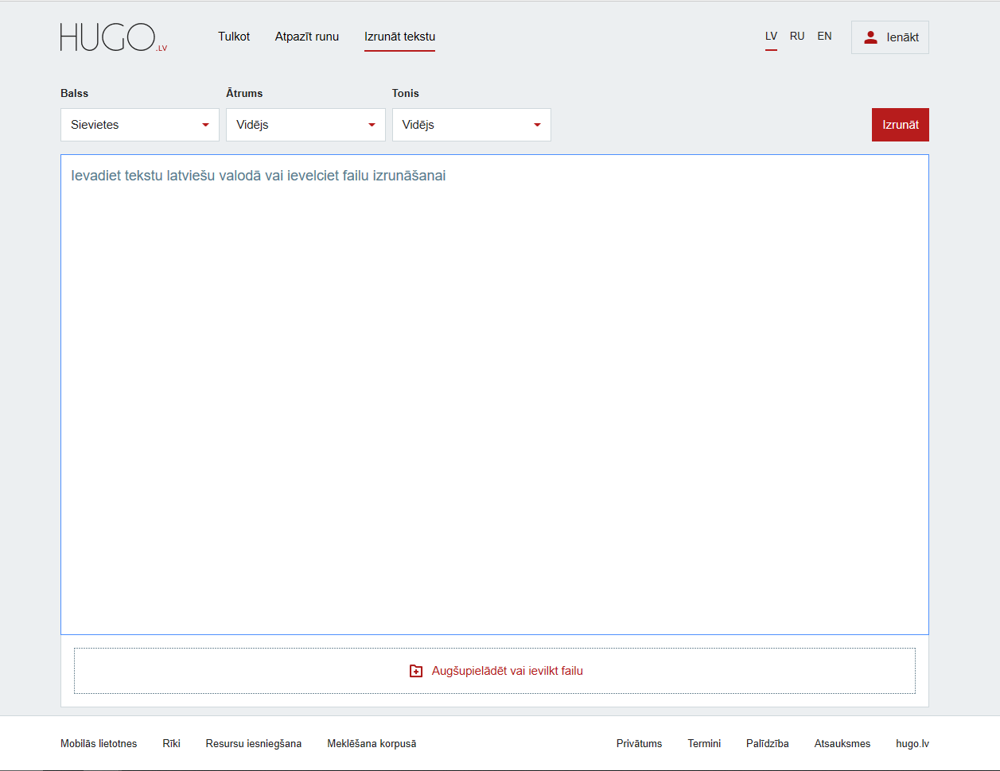 HUGO.LV
Tulkot Apazīt runu Izrunāt tekstu
LV RU EN Ienākt
Balss Ātrums Tonis
Sievietes Vidējs Vidējs Izrunāt
Ievadiet tekstu latviešu valodā vai ievelciet failu izrunāšanai
Augšupielādēt vai ievilkt failu
Mobilās lietotnes Rīki Resursu iesniegšana Meklēšana korpusā Privātums Termini Palīdzība Atsauksmes hugo.lv